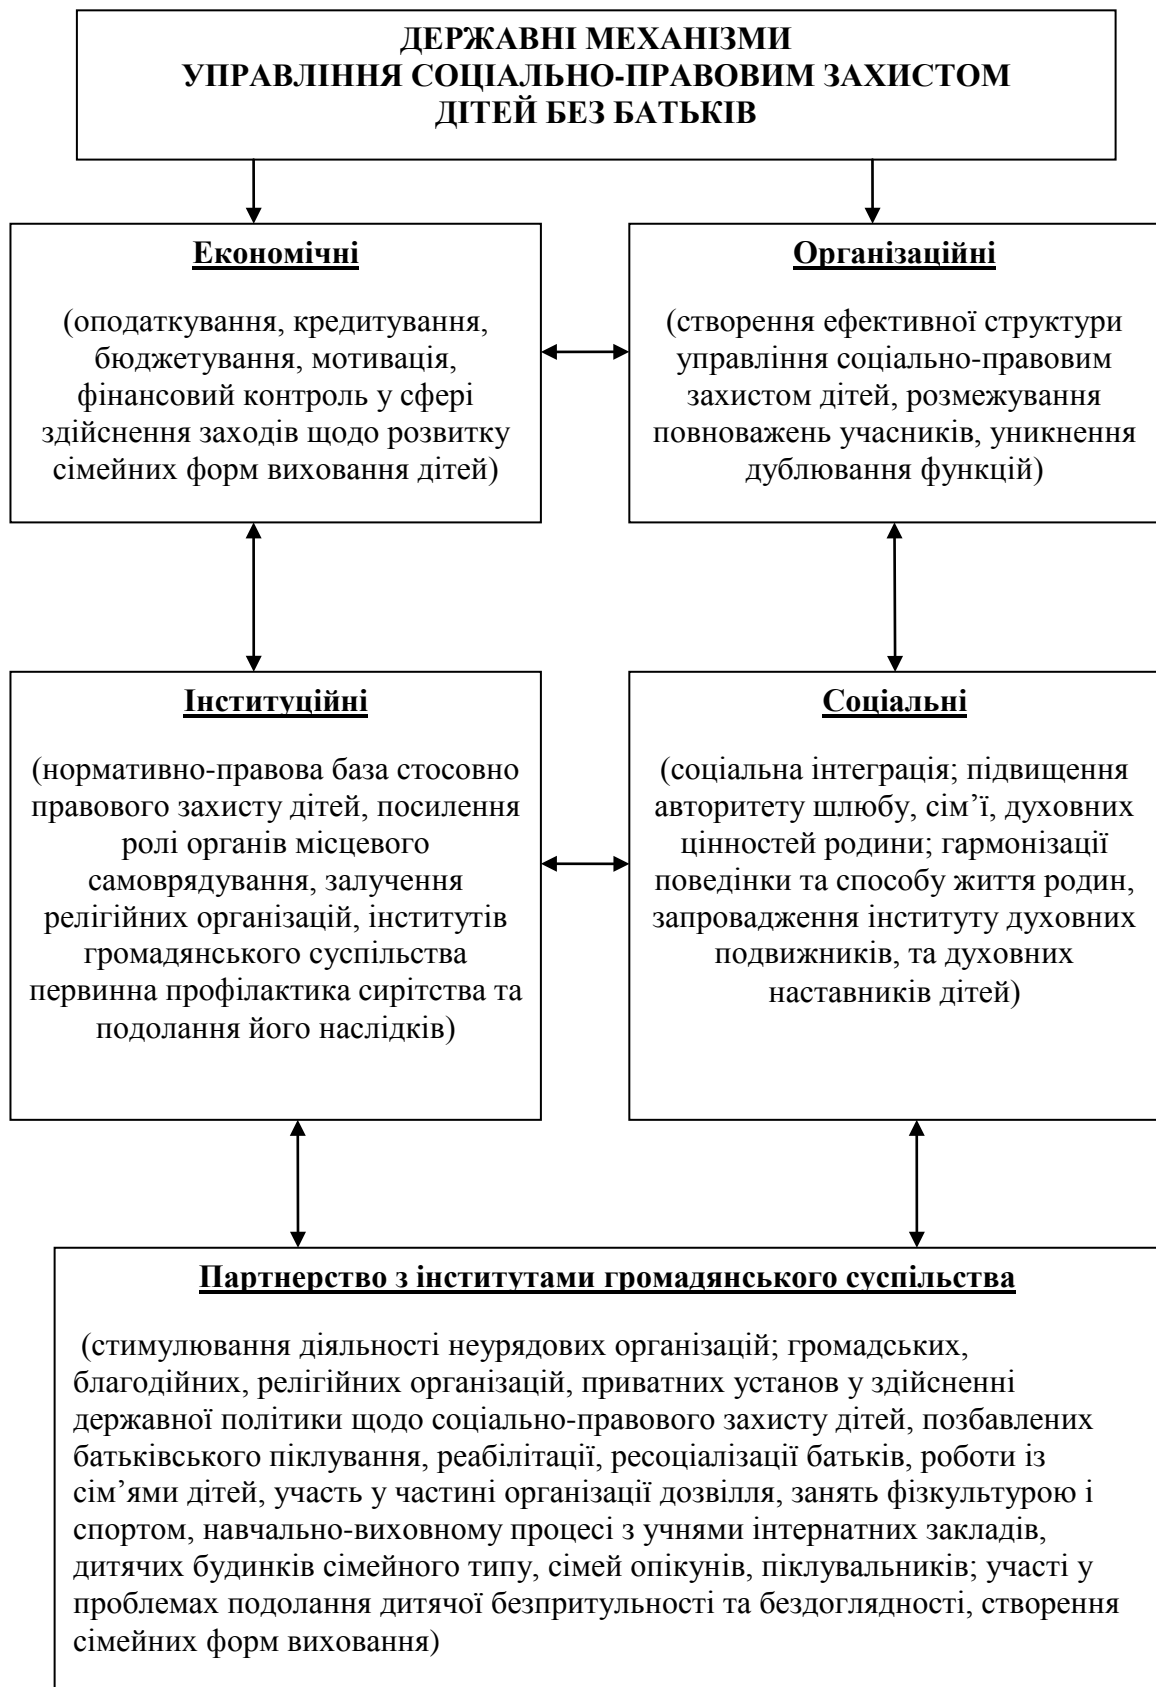 ДЕРЖАВНІ МЕХАНІЗМИ
УПРАВЛІННЯ СОЦІАЛЬНО-ПРАВОВИМ ЗАХИСТОМ
ДІТЕЙ БЕЗ БАТЬКІВ
Економічні
(оподаткування, кредитування,
бюджетування, мотивація,
фінансовий контроль у сфері
здійснення заходів щодо розвитку
сімейних форм виховання дітей)
Організаційні
(створення ефективної структури
управління соціально-правовим
захистом дітей, розмежування
повноважень учасників, уникнення
дублювання функцій)
Інституційні
(нормативно-правова база стосовно
правового захисту дітей, посилення
ролі органів місцевого
самоврядування, залучення
релігійних організацій, інститутів
громадянського суспільства
первинна профілактика сирітства та
подолання його наслідків)
Соціальні
(соціальна інтеграція; підвищення
авторитету шлюбу, сім’ї, духовних
цінностей родини; гармонізації
поведінки та способу життя родин,
запровадження інституту духовних
подвижників, та духовних
наставників дітей)
Партнерство з інститутами громадянського суспільства
(стимулювання діяльності неурядових організацій; громадських,
благодійних, релігійних організацій, приватних установ у здійсненні
державної політики щодо соціально-правового захисту дітей, позбавлених
батьківського піклування, реабілітації, ресоціалізації батьків, роботи із
сім’ями дітей, участь у частині організації дозвілля, занять фізкультурою і
спортом, навчально-виховному процесі з учнями інтернатних закладів,
дитячих будинків сімейного типу, сімей опікунів, піклувальників; участі у
проблемах подолання дитячої безпритульності та бездоглядності, створення
сімейних форм виховання)